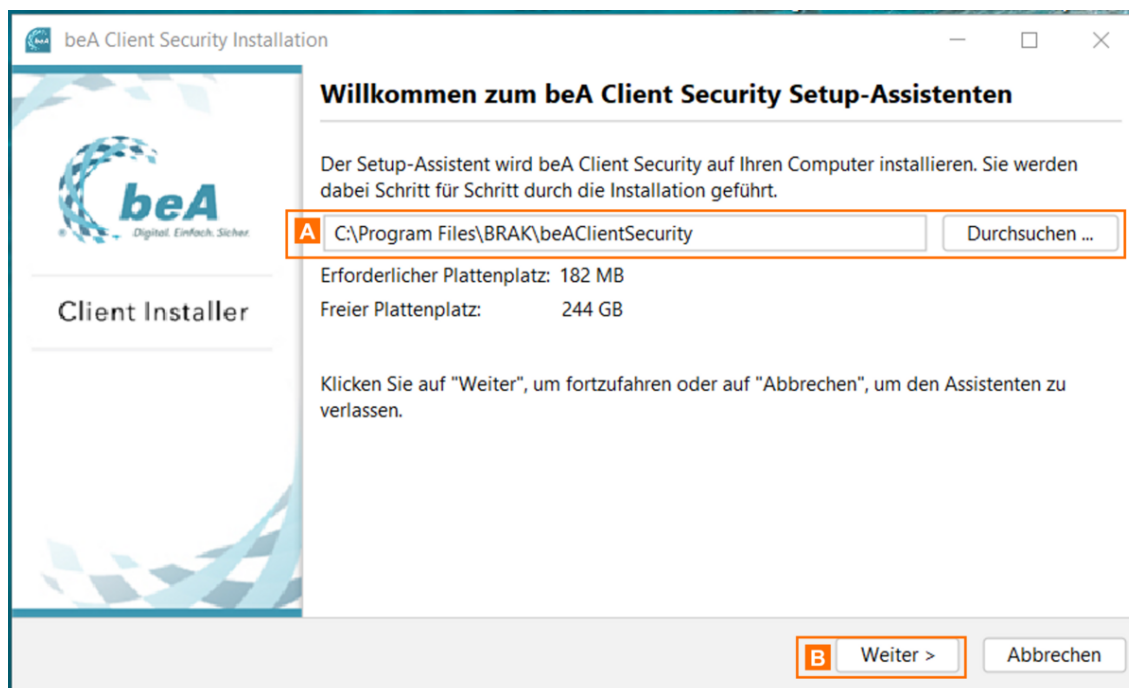 beA Client Security Installation
Willkommen zum beA Client Security Setup-Assistenten
Der Setup-Assistent wird beA Client Security auf Ihren Computer installieren. Sie werden
dabei Schritt für Schritt durch die Installation geführt.
beA
Digital. Einfach. Sicher.
A C:\Program Files\BRAK\beAClientSecurity Durchsuchen ...
Erforderlicher Plattenplatz: 182 MB
Freier Plattenplatz: 244 GB
Client Installer
Klicken Sie auf "Weiter", um fortzufahren oder auf "Abbrechen", um den Assistenten zu
verlassen.
B Weiter > Abbrechen